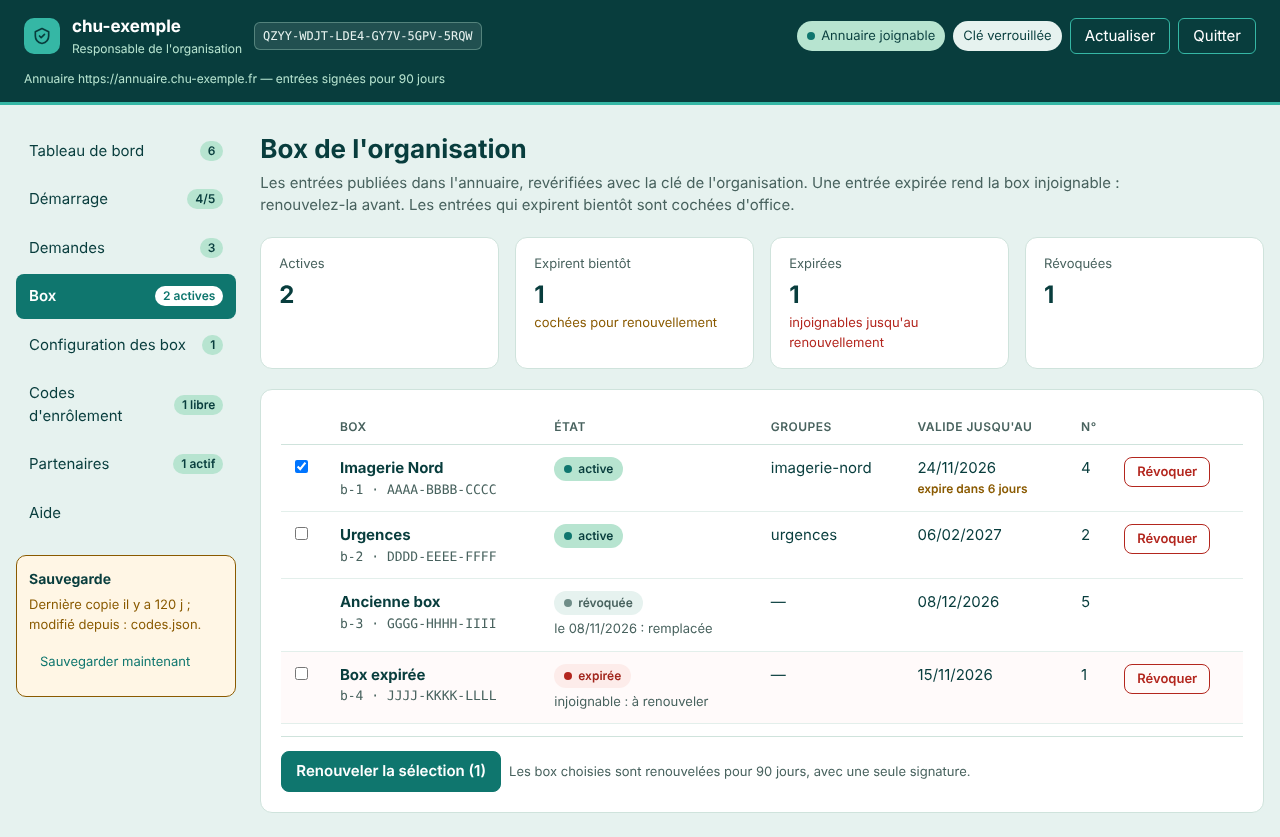 chu-exemple
Responsable de l'organisation
QZYY-WDJT-LDE4-GY7V-5GPV-5RQW
Annuaire joignable
Clé verrouillée
Actualiser
Quitter
Annuaire https://annuaire.chu-exemple.fr — entrées signées pour 90 jours
Tableau de bord 6
Démarrage 4/5
Demandes 3
Box 2 actives
Configuration des box 1
Codes
d'enrôlement 1 libre
Partenaires 1 actif
Aide
Sauvegarde
Dernière copie il y a 120 j ;
modifié depuis : codes.json.
Sauvegarder maintenant
Box de l'organisation
Les entrées publiées dans l'annuaire, revérifiées avec la clé de l'organisation. Une entrée expirée rend la box injoignable :
renouvelez-la avant. Les entrées qui expirent bientôt sont cochées d'office.
Actives
2
Expirent bientôt
1
cochées pour renouvellement
Expirées
1
injoignables jusqu'au
renouvellement
Révoquées
1
BOX ÉTAT GROUPES VALIDE JUSQU'AU N°
Imagerie Nord active imagerie-nord 24/11/2026 4 Révoquer
b-1 · AAAA-BBBB-CCCC expire dans 6 jours
Urgences active urgences 06/02/2027 2 Révoquer
b-2 · DDDD-EEEE-FFFF
Ancienne box révoquée — 08/12/2026 5
b-3 · GGGG-HHHH-IIII le 08/11/2026 : remplacée
Box expirée expirée — 15/11/2026 1 Révoquer
b-4 · JJJJ-KKKK-LLLL injoignable : à renouveler
Renouveler la sélection (1) Les box choisies sont renouvelées pour 90 jours, avec une seule signature.